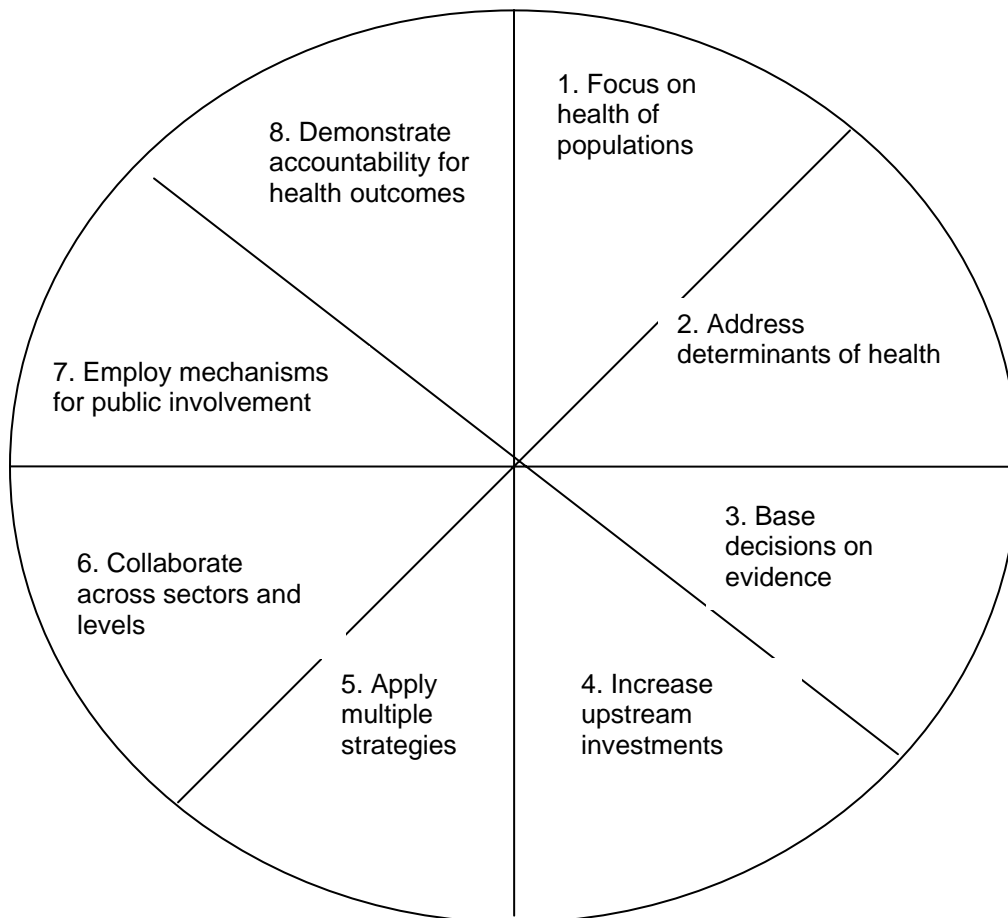 1. Focus on
health of
populations
2. Address
determinants of health
3. Base
decisions on
evidence
4. Increase
upstream
investments
5. Apply
multiple
strategies
6. Collaborate
across sectors and
levels
7. Employ mechanisms
for public involvement
8. Demonstrate
accountability for
health outcomes